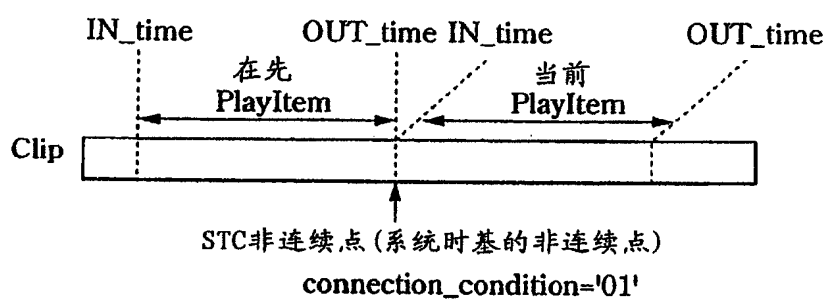 IN_time OUT_time IN_time OUT_time
在先 当前
PlayItem PlayItem
Clip
STC非连续点(系统时基的非连续点)
connection_condition='01'